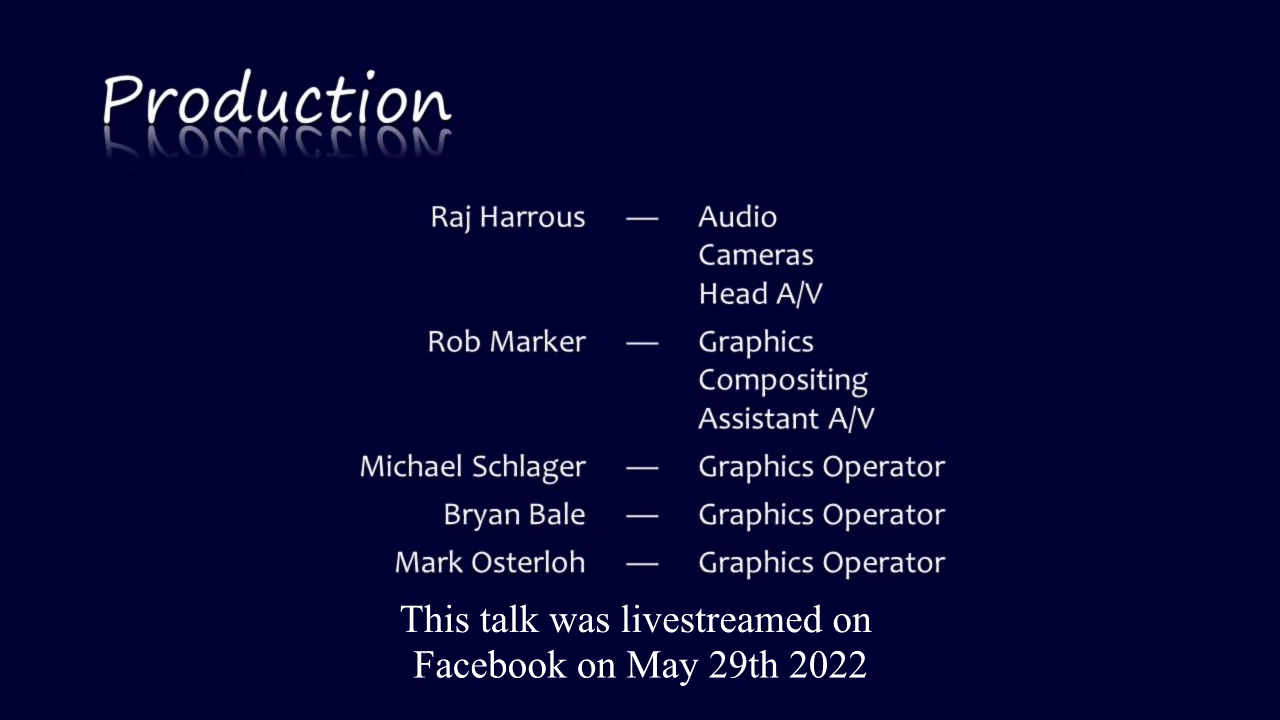 Production
Raj Harrous — Audio
Cameras
Head A/V
Rob Marker — Graphics
Compositing
Assistant A/V
Michael Schlager — Graphics Operator
Bryan Bale — Graphics Operator
Mark Osterloh — Graphics Operator
This talk was livestreamed on
Facebook on May 29th 2022